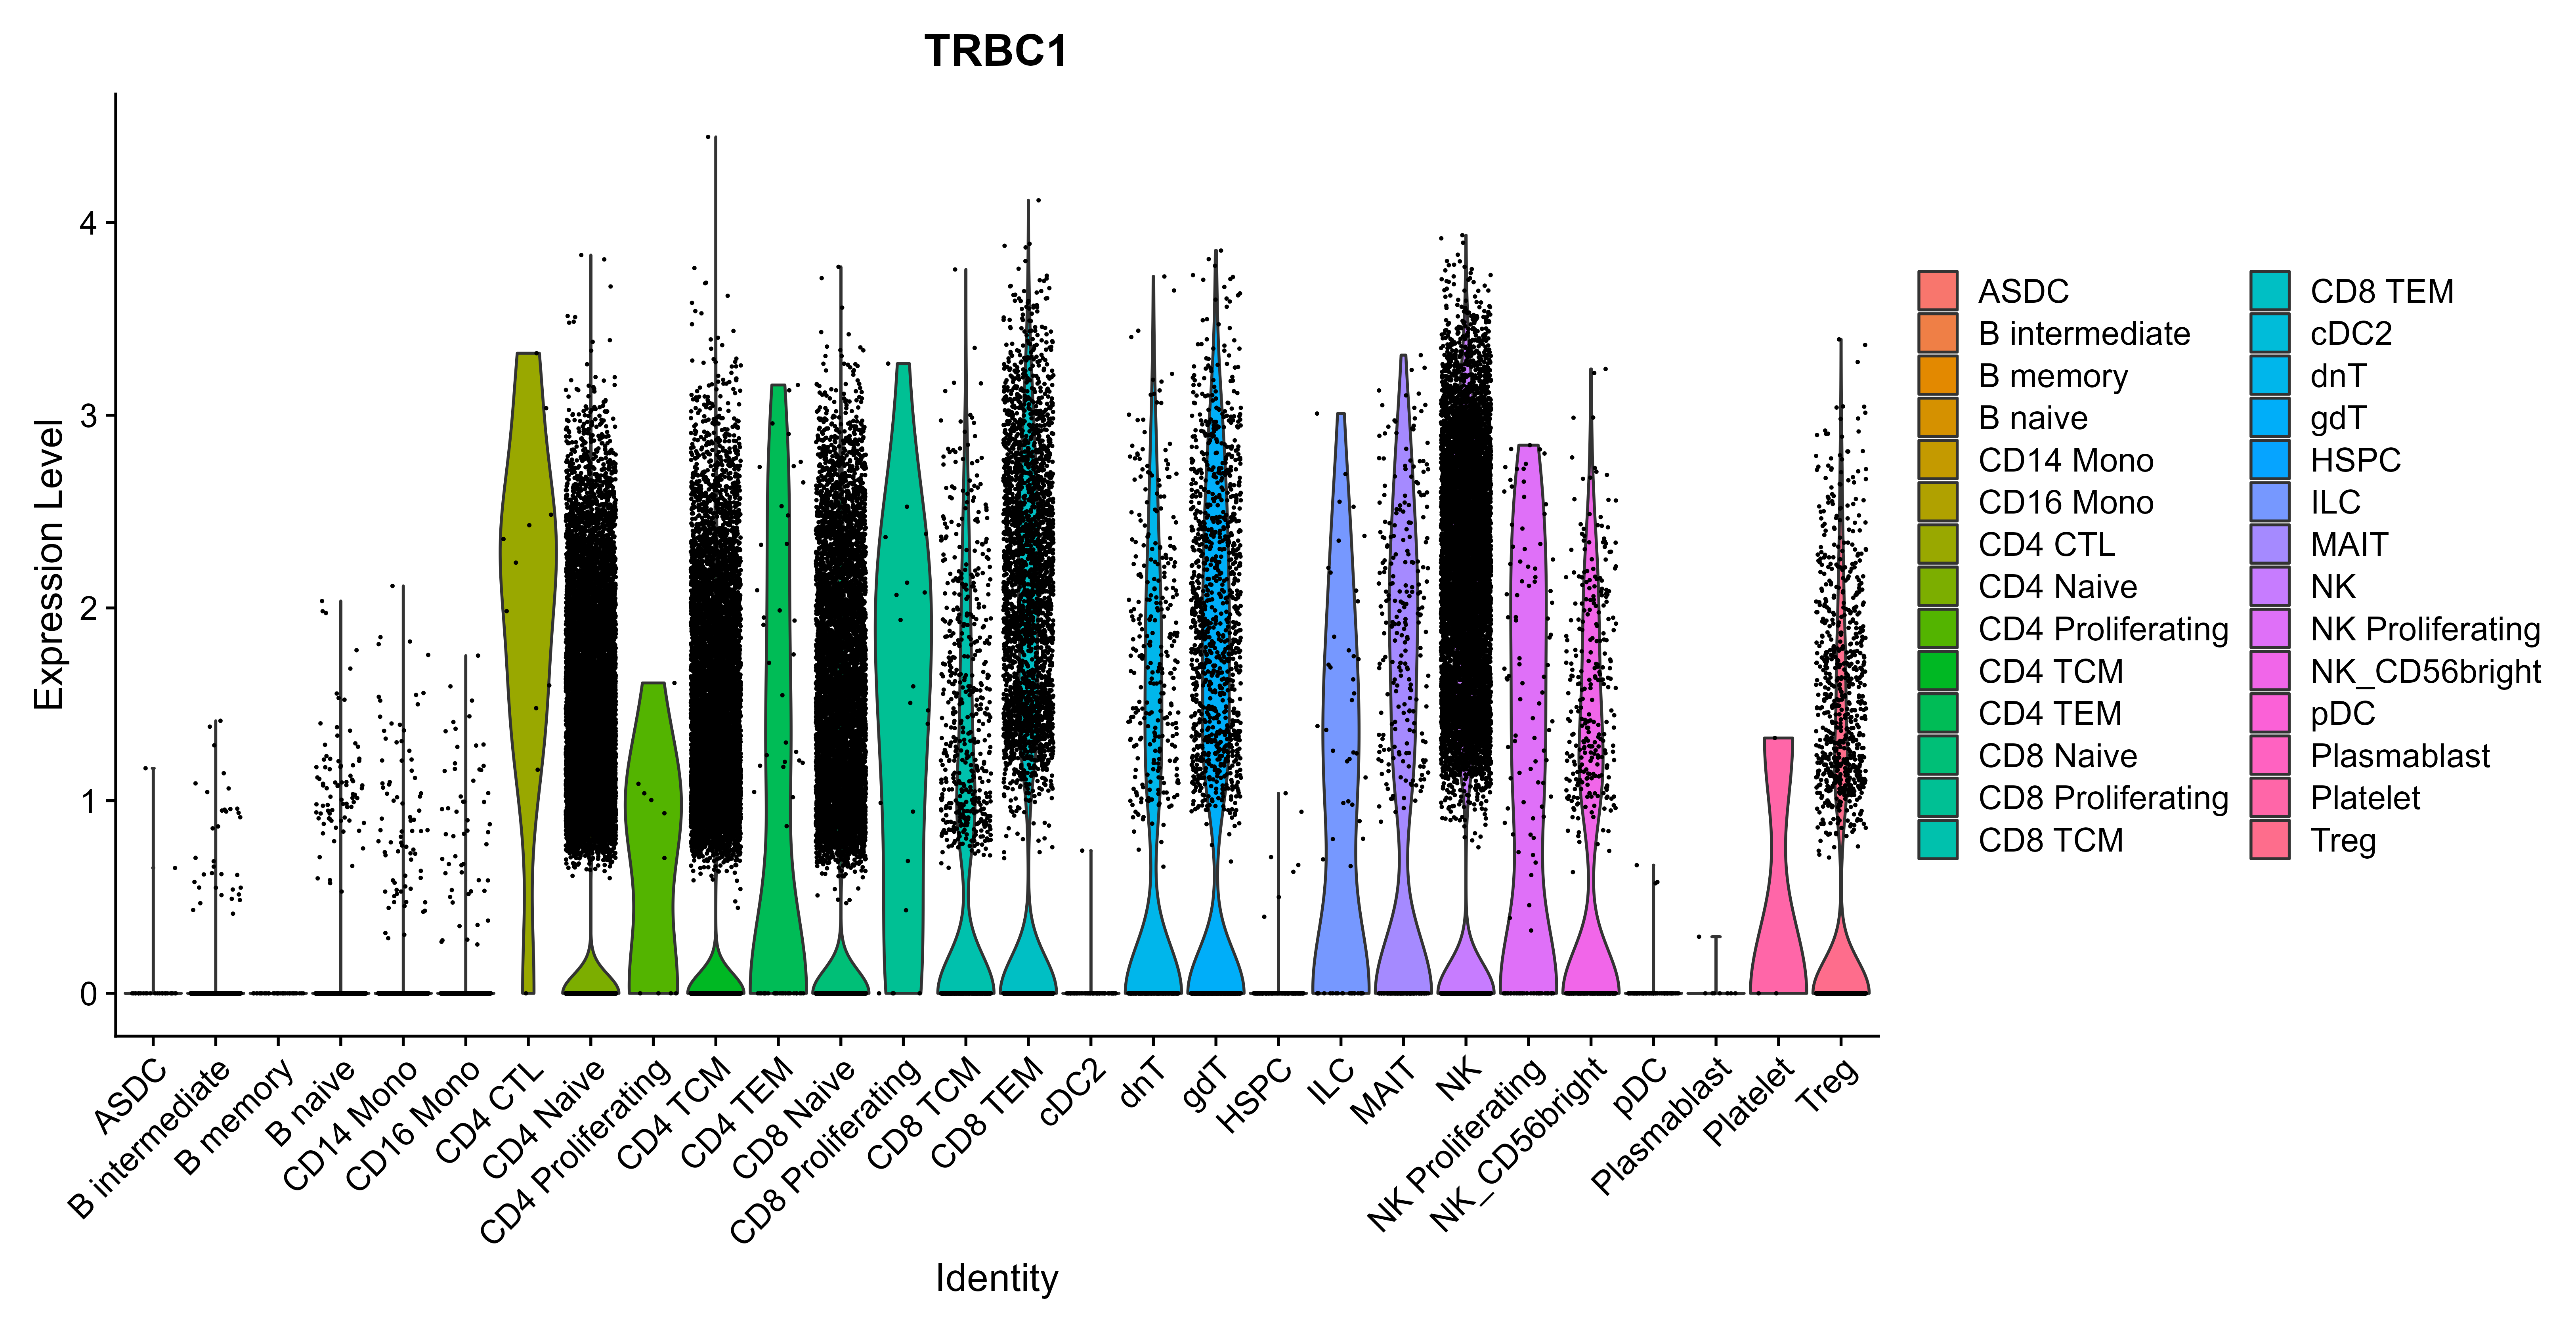 TRBC1
Expression Level
4
3
2
1
0
ASDC
B intermediate
B memory
B naive
CD14 Mono
CD16 Mono
CD4 CTL
CD4 Naive
CD4 Proliferating
CD4 TCM
CD4 TEM
CD8 Naive
CD8 Proliferating
CD8 TCM
CD8 TEM
cDC2
dnT
gdT
HSPC
ILC
MAIT
NK
NK Proliferating
NK_CD56bright
pDC
Plasmablast
Platelet
Treg
Identity
ASDC
B intermediate
B memory
B naive
CD14 Mono
CD16 Mono
CD4 CTL
CD4 Naive
CD4 Proliferating
CD4 TCM
CD4 TEM
CD8 Naive
CD8 Proliferating
CD8 TCM
CD8 TEM
cDC2
dnT
gdT
HSPC
ILC
MAIT
NK
NK Proliferating
NK_CD56bright
pDC
Plasmablast
Platelet
Treg